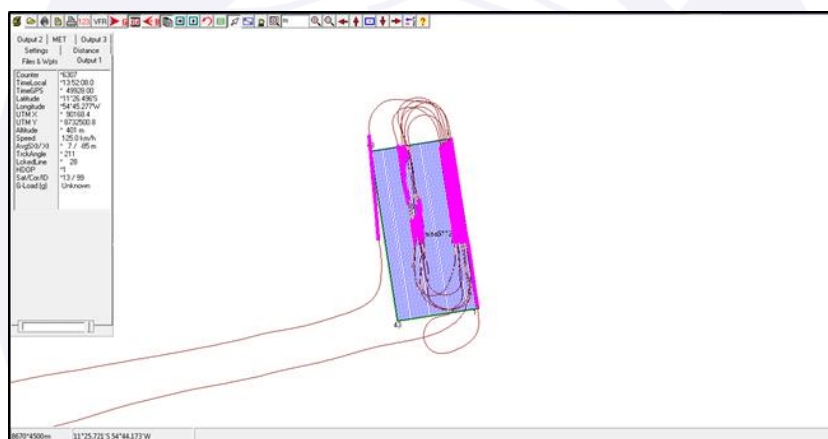 123 VFR
m
Output 2 MET Output 3
Settings Distance
Files & Wpts Output 1
Counter *6307
TimeLocal *13:52:08.0
TimeGPS * 49928.00
Latitude *11°26.496'S
Longitude *54°45.277'W
UTM X * 90168.4
UTM Y * 8732500.8
Altitude * 401 m
Speed 125.0 km/h
TrckAngle * 211
LckedLine * 28
HDOP *1
Sat/Cor/ID *13 / 99
G-Load (g) Unknown
8670*4500m 11°25.721'S 54°44.173'W